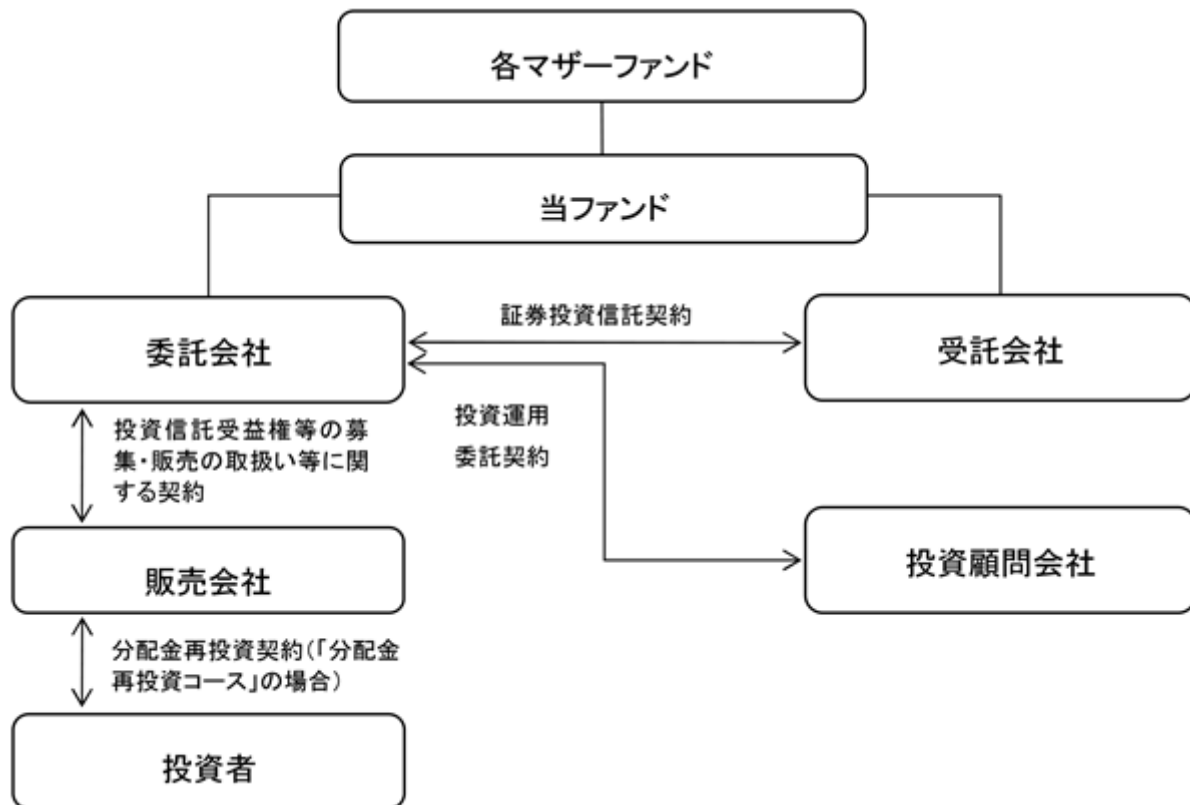 各マザーファンド
当ファンド
委託会社
証券投資信託契約
受託会社
投資運用
委託契約
投資信託受益権等の募
集・販売の取扱い等に関
する契約
販売会社
投資顧問会社
分配金再投資契約(「分配金
再投資コース」の場合)
投資者